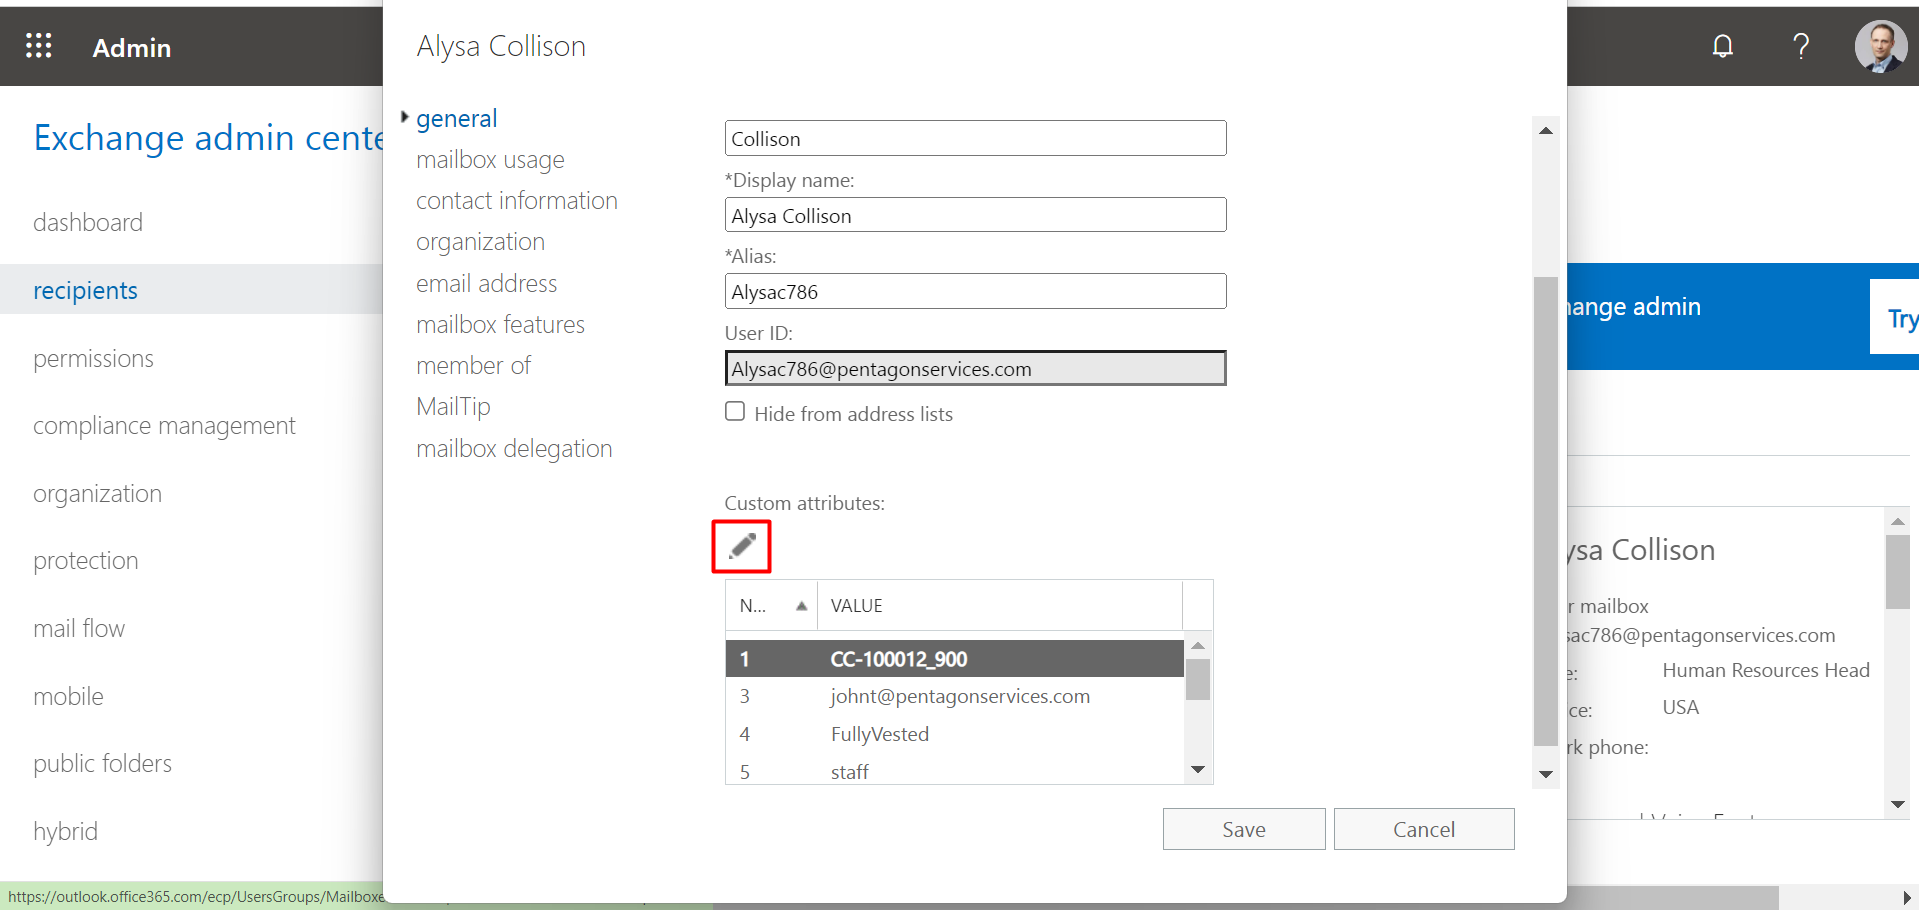 Admin
Exchange admin cente
dashboard
recipients
permissions
compliance management
organization
protection
mail flow
mobile
public folders
hybrid
https://outlook.office365.com/ecp/UsersGroups/Mailboxe
Alysa Collison
general
mailbox usage
contact information
organization
email address
mailbox features
member of
MailTip
mailbox delegation
Collison
*Display name:
Alysa Collison
*Alias:
Alysac786
User ID:
Alysac786@pentagonservices.com
Hide from address lists
Custom attributes:
N... VALUE
1 CC-100012_900
3 johnt@pentagonservices.com
4 FullyVested
5 staff
Save Cancel
?
hange admin
Try
ysa Collison
r mailbox
sac786@pentagonservices.com
e: Human Resources Head
ce: USA
rk phone: